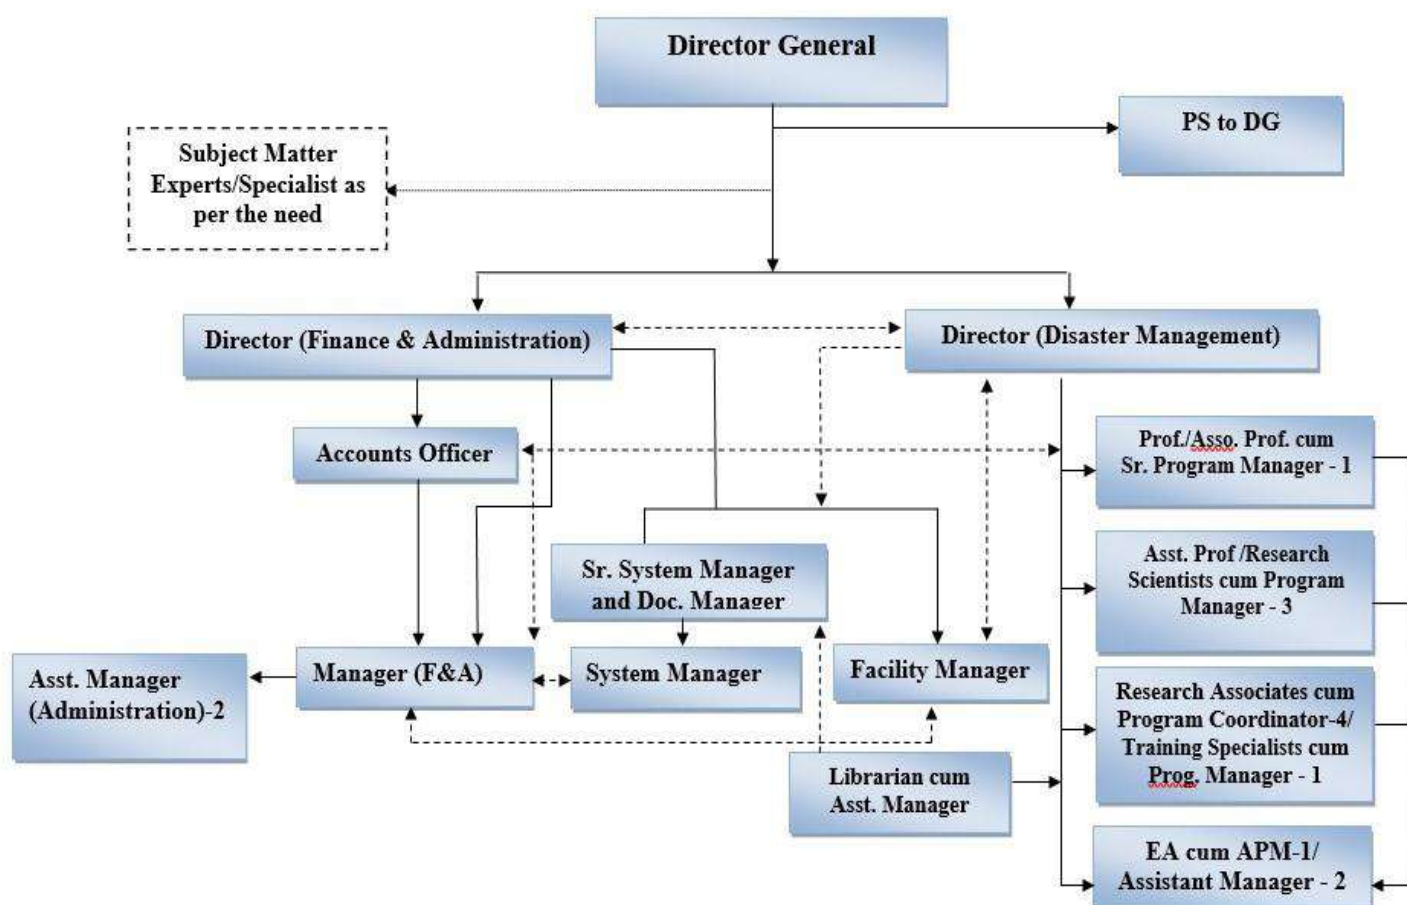 Director General
PS to DG
Subject Matter
Experts/Specialist as
per the need
Director (Finance & Administration)
Director (Disaster Management)
Accounts Officer
Prof./Asso. Prof. cum
Sr. Program Manager - 1
Sr. System Manager
and Doc. Manager
Asst. Prof /Research
Scientists cum Program
Manager - 3
Asst. Manager
(Administration)-2
Manager (F&A)
System Manager
Facility Manager
Research Associates cum
Program Coordinator-4/
Training Specialists cum
Prog. Manager - 1
Librarian cum
Asst. Manager
EA cum APM-1/
Assistant Manager - 2